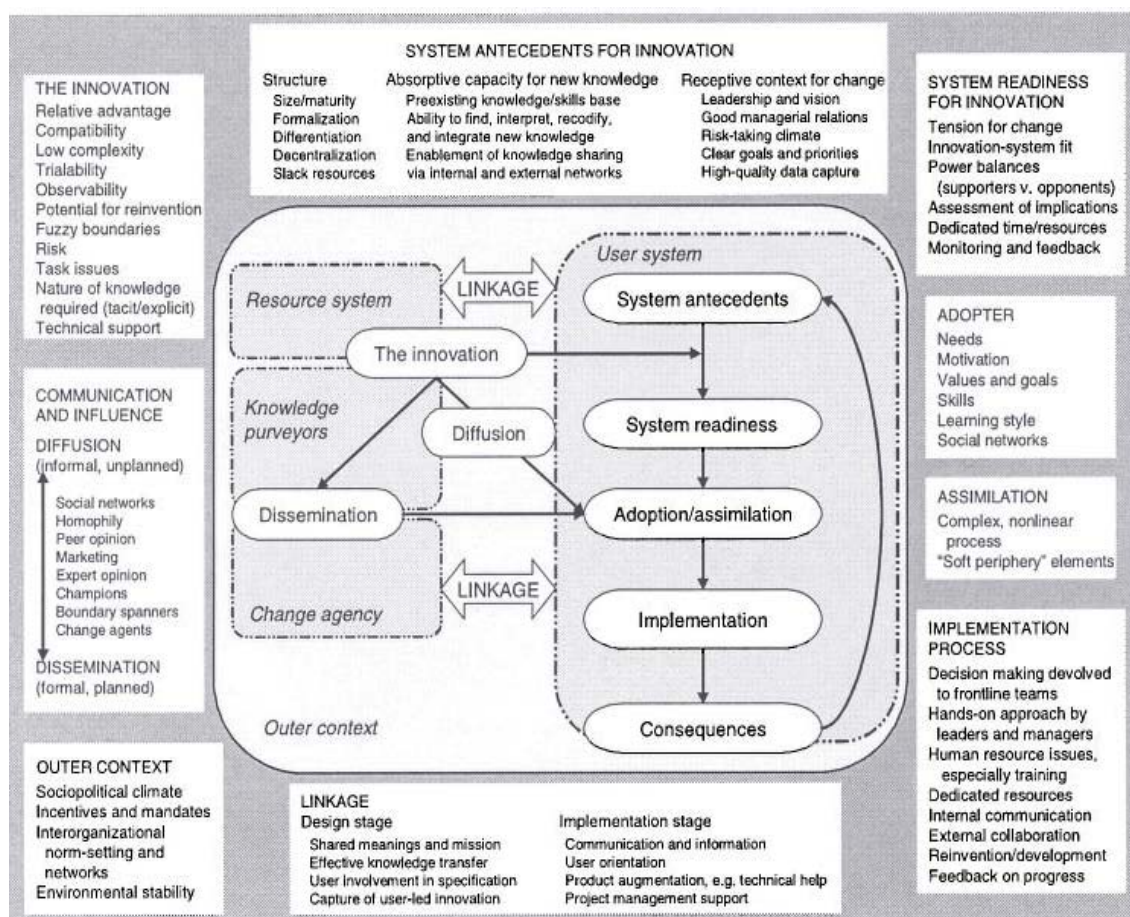 SYSTEM ANTECEDENTS FOR INNOVATION
Structure
Size/maturity
Formalization
Differentiation
Decentralization
Slack resources
Absorptive capacity for new knowledge
Preexisting knowledge/skills base
Ability to find, interpret, recodify,
and integrate new knowledge
Enablement of knowledge sharing
via internal and external networks
Receptive context for change
Leadership and vision
Good managerial relations
Risk-taking climate
Clear goals and priorities
High-quality data capture
THE INNOVATION
Relative advantage
Compatibility
Low complexity
Trialability
Observability
Potential for reinvention
Fuzzy boundaries
Risk
Task issues
Nature of knowledge
required (tacit/explicit)
Technical support
COMMUNICATION
AND INFLUENCE
DIFFUSION
(informal, unplanned)
Social networks
Homophily
Peer opinion
Marketing
Expert opinion
Champions
Boundary spanners
Change agents
DISSEMINATION
(formal, planned)
OUTER CONTEXT
Sociopolitical climate
Incentives and mandates
Interorganizational
norm-setting and
networks
Environmental stability
Resource system
LINKAGE
User system
System antecedents
The innovation
Knowledge
purveyors
Diffusion
System readiness
Dissemination
Adoption/assimilation
Change agency
LINKAGE
Implementation
Outer context
Consequences
LINKAGE
Design stage
Shared meanings and mission
Effective knowledge transfer
User involvement in specification
Capture of user-led innovation
Implementation stage
Communication and information
User orientation
Product augmentation, e.g. technical help
Project management support
SYSTEM READINESS
FOR INNOVATION
Tension for change
Innovation-system fit
Power balances
(supporters v. opponents)
Assessment of implications
Dedicated time/resources
Monitoring and feedback
ADOPTER
Needs
Motivation
Values and goals
Skills
Learning style
Social networks
ASSIMILATION
Complex, nonlinear
process
"Soft periphery" elements
IMPLEMENTATION
PROCESS
Decision making devolved
to frontline teams
Hands-on approach by
leaders and managers
Human resource issues,
especially training
Dedicated resources
Internal communication
External collaboration
Reinvention/development
Feedback on progress